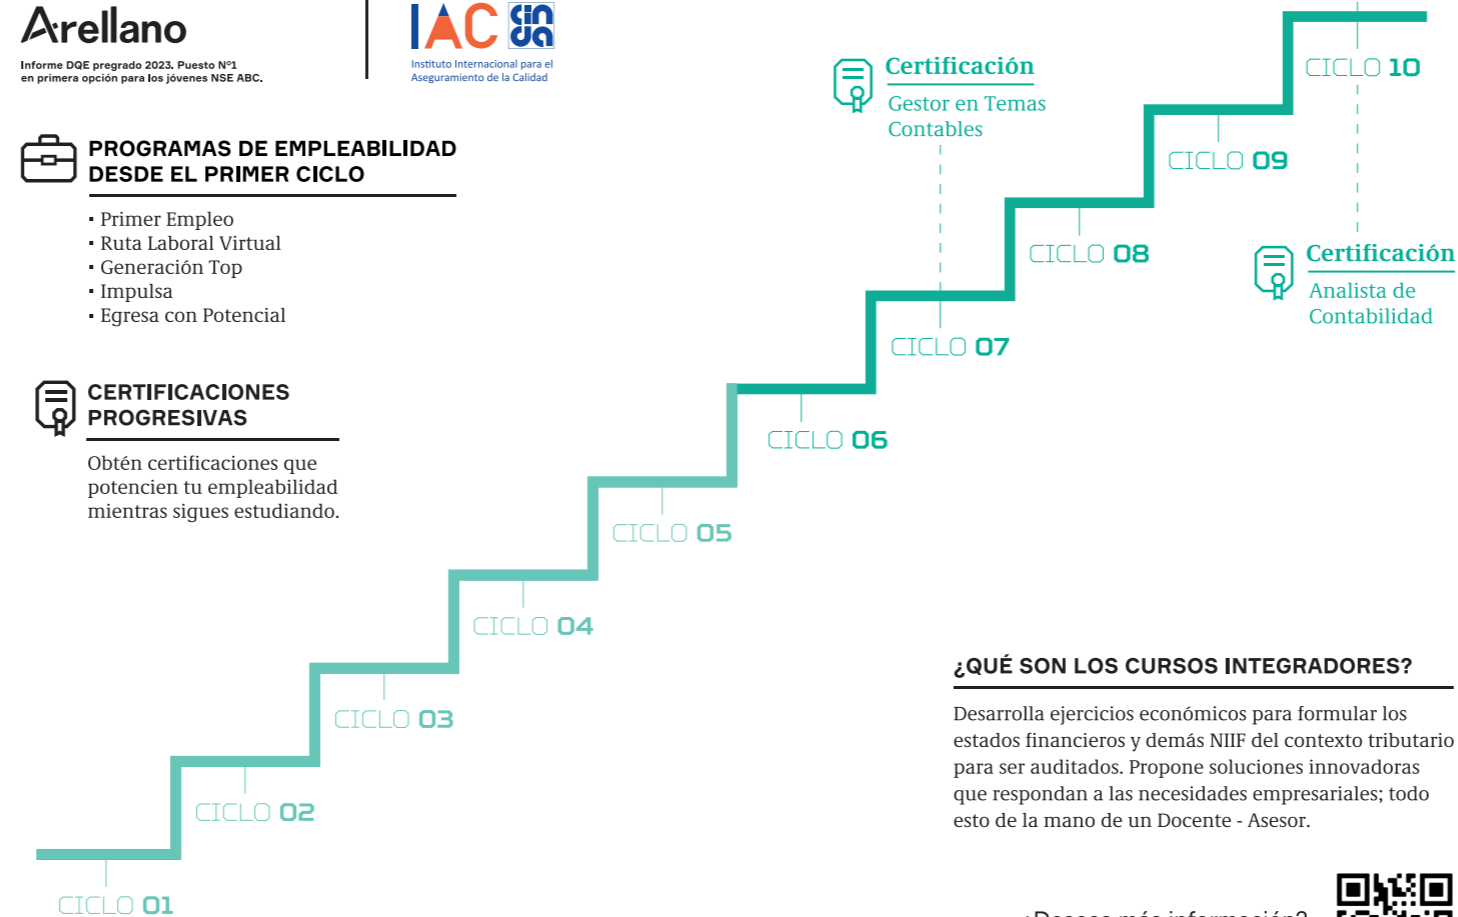 Arellano
Informe DQE pregrado 2023. Puesto N°1
en primera opción para los jóvenes NSE ABC.
IAC
cinda
Instituto Internacional para el
Aseguramiento de la Calidad
PROGRAMAS DE EMPLEABILIDAD
DESDE EL PRIMER CICLO
▪ Primer Empleo
▪ Ruta Laboral Virtual
▪ Generación Top
▪ Impulsa
▪ Egresa con Potencial
CERTIFICACIONES
PROGRESIVAS
Obtén certificaciones que
potencien tu empleabilidad
mientras sigues estudiando.
CICLO 01
CICLO 02
CICLO 03
CICLO 04
CICLO 05
CICLO 06
CICLO 07
Certificación
Gestor en Temas
Contables
CICLO 08
CICLO 09
CICLO 10
Certificación
Analista de
Contabilidad
¿QUÉ SON LOS CURSOS INTEGRADORES?
Desarrolla ejercicios económicos para formular los
estados financieros y demás NIIF del contexto tributario
para ser auditados. Propone soluciones innovadoras
que respondan a las necesidades empresariales; todo
esto de la mano de un Docente - Asesor.
¿Deseas más información?